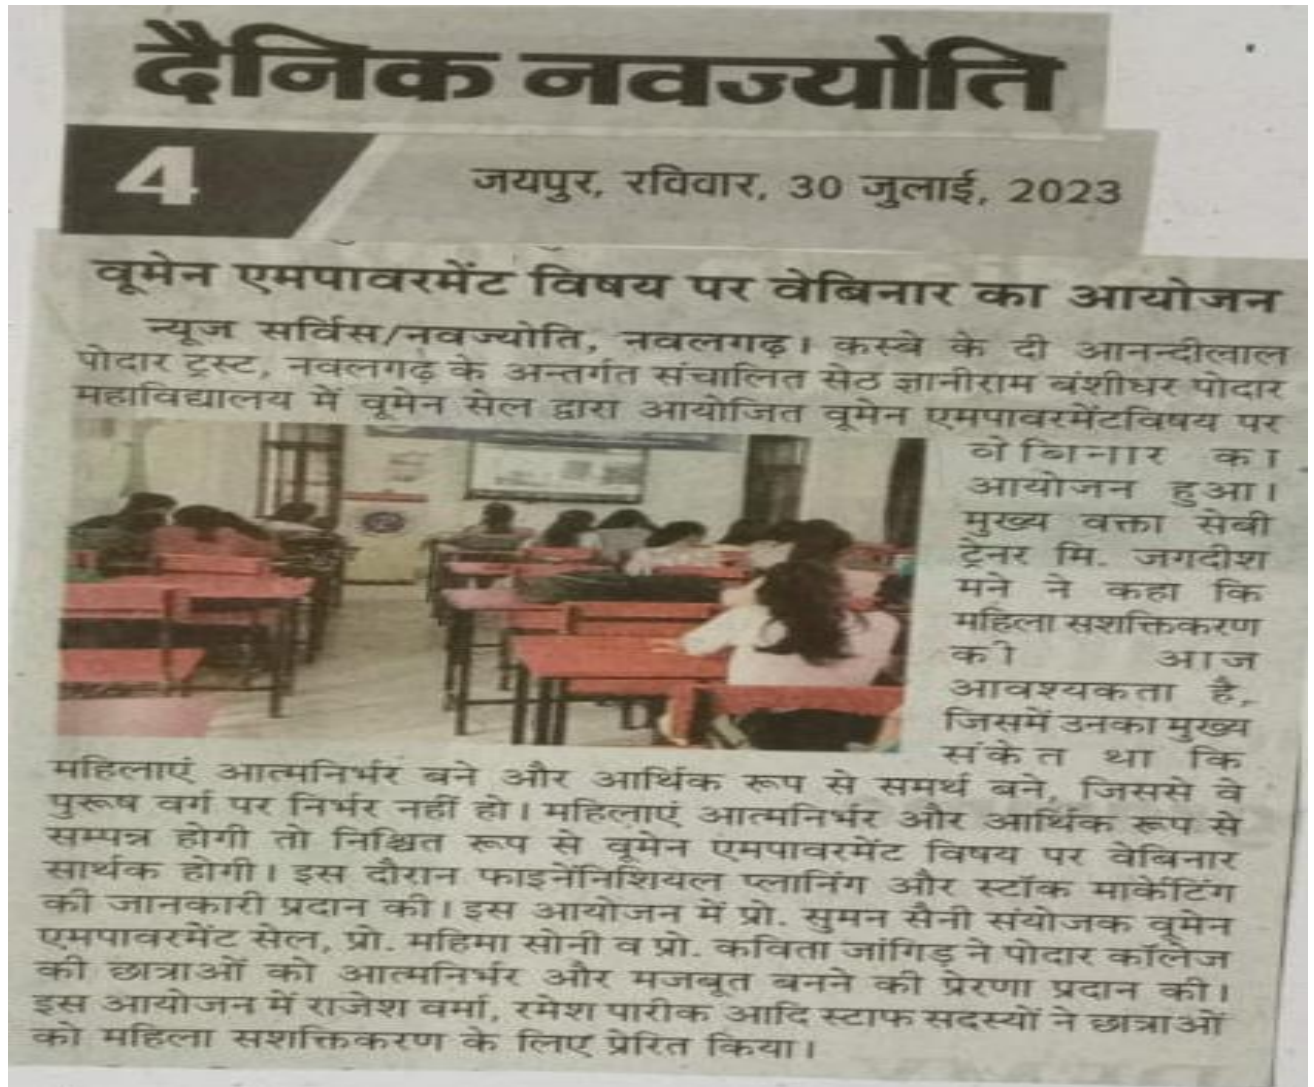 दैनिक नवज्योति
4
जयपुर, रविवार, 30 जुलाई, 2023
वूमेन एमपावरमेंट विषय पर वेबिनार का आयोजन
न्यूज सर्विस/नवज्योति, नवलगढ़। कस्बे के दी आनन्दीलाल
पोदार ट्रस्ट, नवलगढ़ के अन्तर्गत संचालित सेठ ज्ञानीराम बंशीधर पोदार
महाविद्यालय में वूमेन सेल द्वारा आयोजित वूमेन एमपावरमेंटविषय पर
वेबिनार का
आयोजन हुआ।
मुख्य वक्ता सेबी
ट्रैनर मि. जगदीश
मने ने कहा कि
महिला सशक्तिकरण
की आज
आवश्यकता है,
जिसमें उनका मुख्य
संकेत था कि
महिलाएं आत्मनिर्भर बने और आर्थिक रूप से समर्थ बने, जिससे वे
पुरूष वर्ग पर निर्भर नहीं हो। महिलाएं आत्मनिर्भर और आर्थिक रूप से
सम्पन्न होगी तो निश्चित रूप से वूमेन एमपावरमेंट विषय पर वेबिनार
सार्थक होगी। इस दौरान फाइनेंनिशियल प्लानिंग और स्टॉक मार्केटिंग
की जानकारी प्रदान की। इस आयोजन में प्रो. सुमन सैनी संयोजक वूमेन
एमपावरमेंट सेल, प्रो. महिमा सोनी व प्रो. कविता जांगिड़ ने पोदार कॉलेज
की छात्राओं को आत्मनिर्भर और मजबूत बनने की प्रेरणा प्रदान की।
इस आयोजन में राजेश वर्मा, रमेश पारीक आदि स्टाफ सदस्यों ने छात्राओं
को महिला सशक्तिकरण के लिए प्रेरित किया।